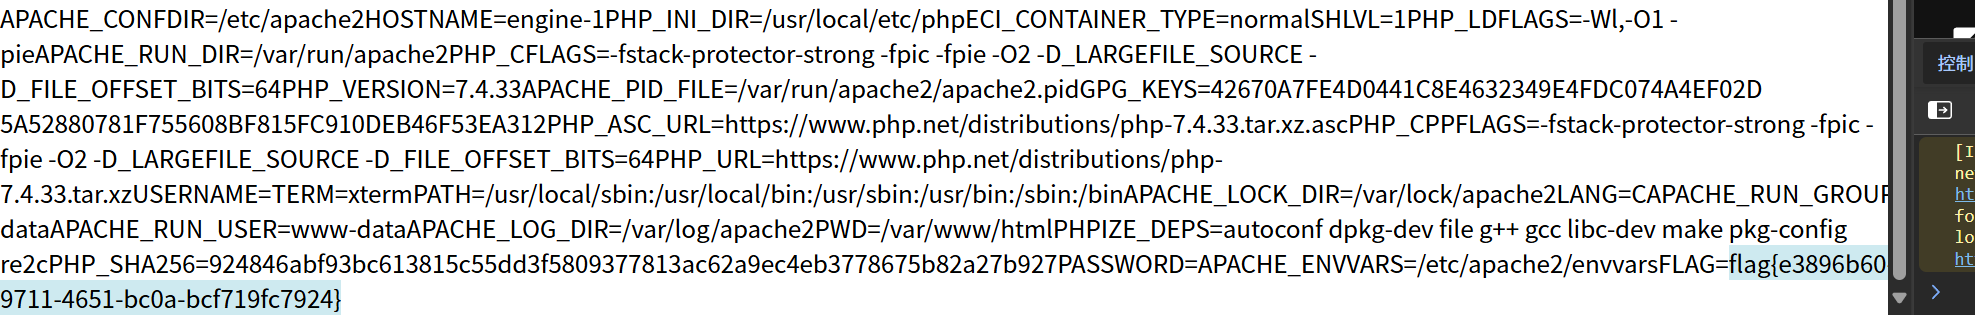 APACHE_CONFDIR=/etc/apache2HOSTNAME=engine-1PHP_INI_DIR=/usr/local/etc/phpECI_CONTAINER_TYPE=normalSHLVL=1PHP_LDFLAGS=-Wl,-O1 -
pieAPACHE_RUN_DIR=/var/run/apache2PHP_CFLAGS=-fstack-protector-strong -fpic -fpie -O2 -D_LARGEFILE_SOURCE -
D_FILE_OFFSET_BITS=64PHP_VERSION=7.4.33APACHE_PID_FILE=/var/run/apache2/apache2.pidGPG_KEYS=42670A7FE4D0441C8E4632349E4FDC074A4EF02D
5A52880781F755608BF815FC910DEB46F53EA312PHP_ASC_URL=https://www.php.net/distributions/php-7.4.33.tar.xz.ascPHP_CPPFLAGS=-fstack-protector-strong -fpic -
fpie -O2 -D_LARGEFILE_SOURCE -D_FILE_OFFSET_BITS=64PHP_URL=https://www.php.net/distributions/php-
7.4.33.tar.xzUSERNAME=TERM=xtermPATH=/usr/local/sbin:/usr/local/bin:/usr/sbin:/usr/bin:/sbin:/binAPACHE_LOCK_DIR=/var/lock/apache2LANG=CAPACHE_RUN_GROUP
dataAPACHE_RUN_USER=www-dataAPACHE_LOG_DIR=/var/log/apache2PWD=/var/www/htmlPHPIZE_DEPS=autoconf dpkg-dev file g++ gcc libc-dev make pkg-config
re2cPHP_SHA256=924846abf93bc613815c55dd3f5809377813ac62a9ec4eb3778675b82a27b927PASSWORD=APACHE_ENVVARS=/etc/apache2/envvarsFLAG=flag{e3896b60-
9711-4651-bc0a-bcf719fc7924}
控制
[I
ne
ht
fo
lo
ht